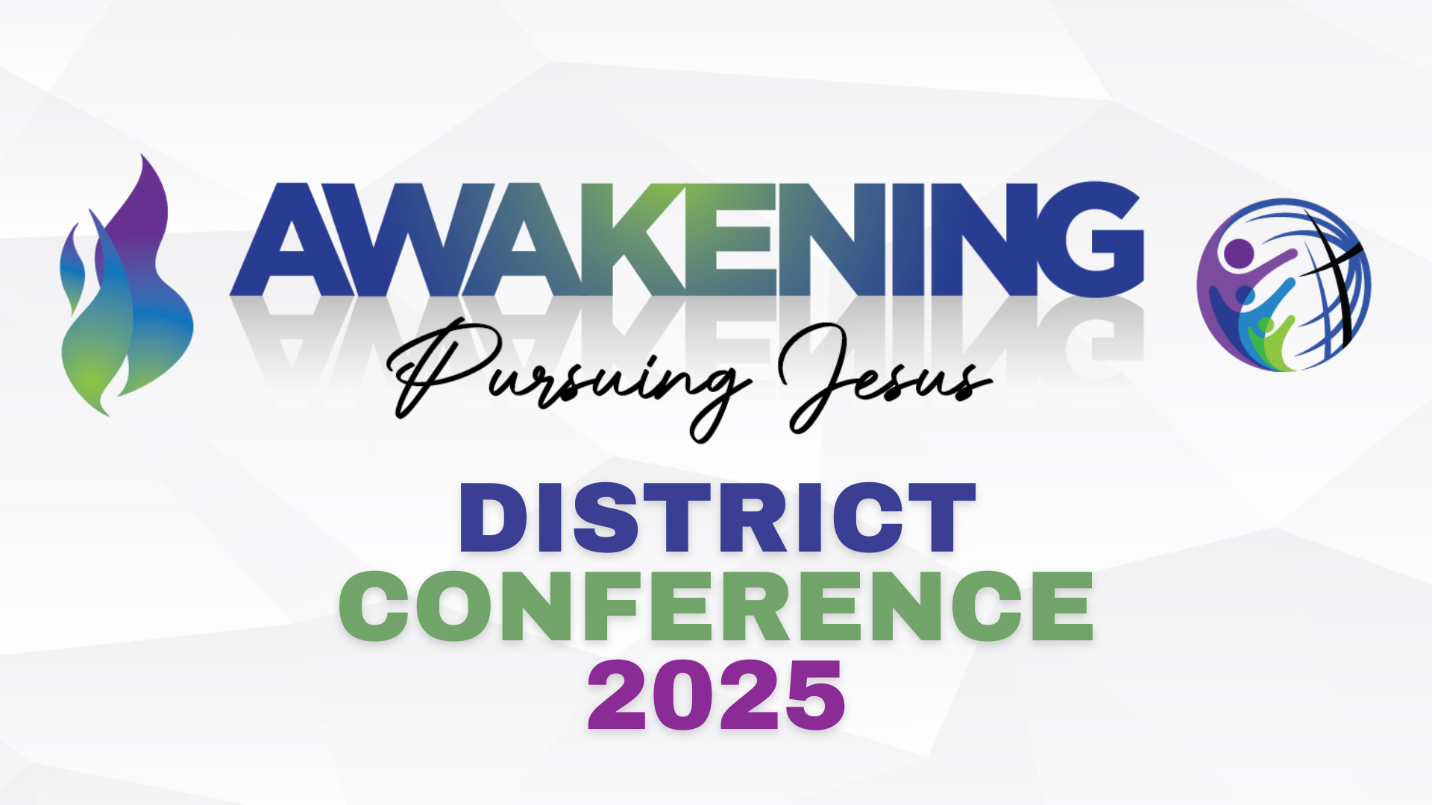 AWAKENING
Pursuing Jesus
DISTRICT
CONFERENCE
2025